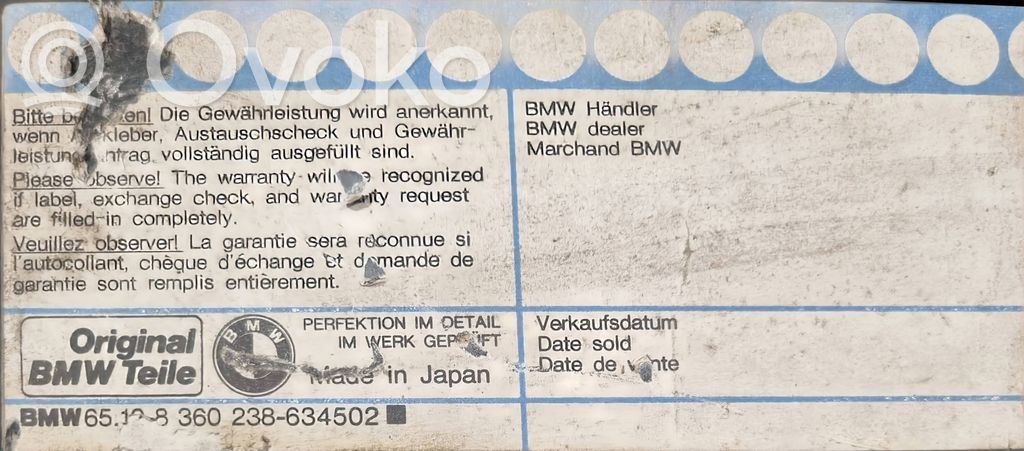 Ovoko
Bitte Die Gewährleistung wird anerkannt,
wenn Austauschscheck und Gewähr-
vollständig ausgefüllt sind.
Please observe! The warranty will be recognized
if label, exchange check, and warranty request
are filled-in completely.
Veuillez observer! La garantie sera reconnue si
l'autocollant, chèque d'échange et demande de
garantie sont remplis entièrement.
BMW Händler
BMW dealer
Marchand BMW
Original
BMW Teile
BMW
PERFEKTION IM DETAIL
IM WERK GEPRÜFT
Made in Japan
Verkaufsdatum
Date sold
Date de vente
BMW 8 360 238-634502